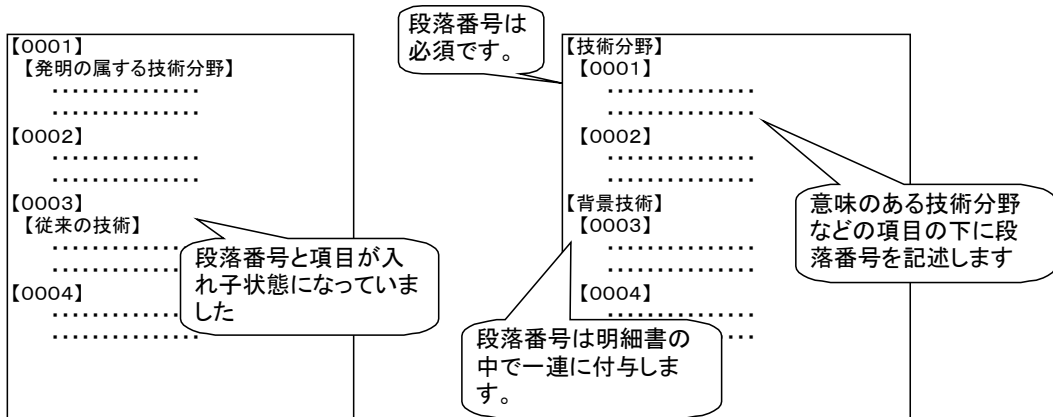 【0001】
【発明の属する技術分野】
・・・・・・・・・・・・・・・
・・・・・・・・・・・・・・・
【0002】
・・・・・・・・・・・・・・・
・・・・・・・・・・・・・・・
【0003】
【従来の技術】
・・・・・・・・・・・・・・・
・・・・・・・・・・・・・・・
【0004】
・・・・・・・・・・・・・・・
・・・・・・・・・・・・・・・
段落番号と項目が入
れ子状態になっていま
した
段落番号は
必須です。
【技術分野】
【0001】
・・・・・・・・・・・・・・・
・・・・・・・・・・・・・・・
【0002】
・・・・・・・・・・・・・・・
・・・・・・・・・・・・・・・
【背景技術】
【0003】
・・・・・・・・・・・・・・・
・・・・・・・・・・・・・・・
【0004】
・・・・・・・・・・・・・・・
・・・・・・・・・・・・・・・
意味のある技術分野
などの項目の下に段
落番号を記述します
段落番号は明細書の
中で一連に付与しま
す。